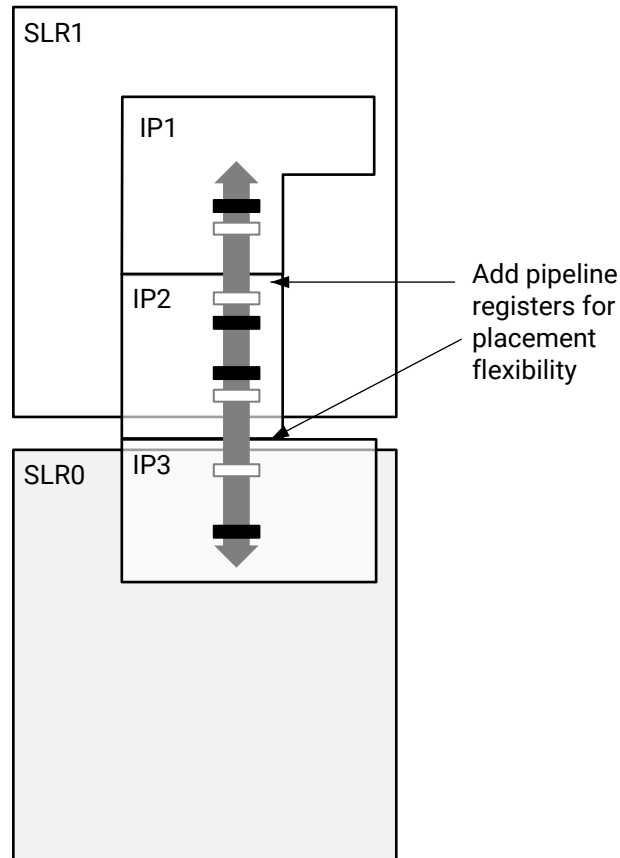 SLR1
IP1
IP2
Add pipeline
registers for
placement
flexibility
IP3
SLR0